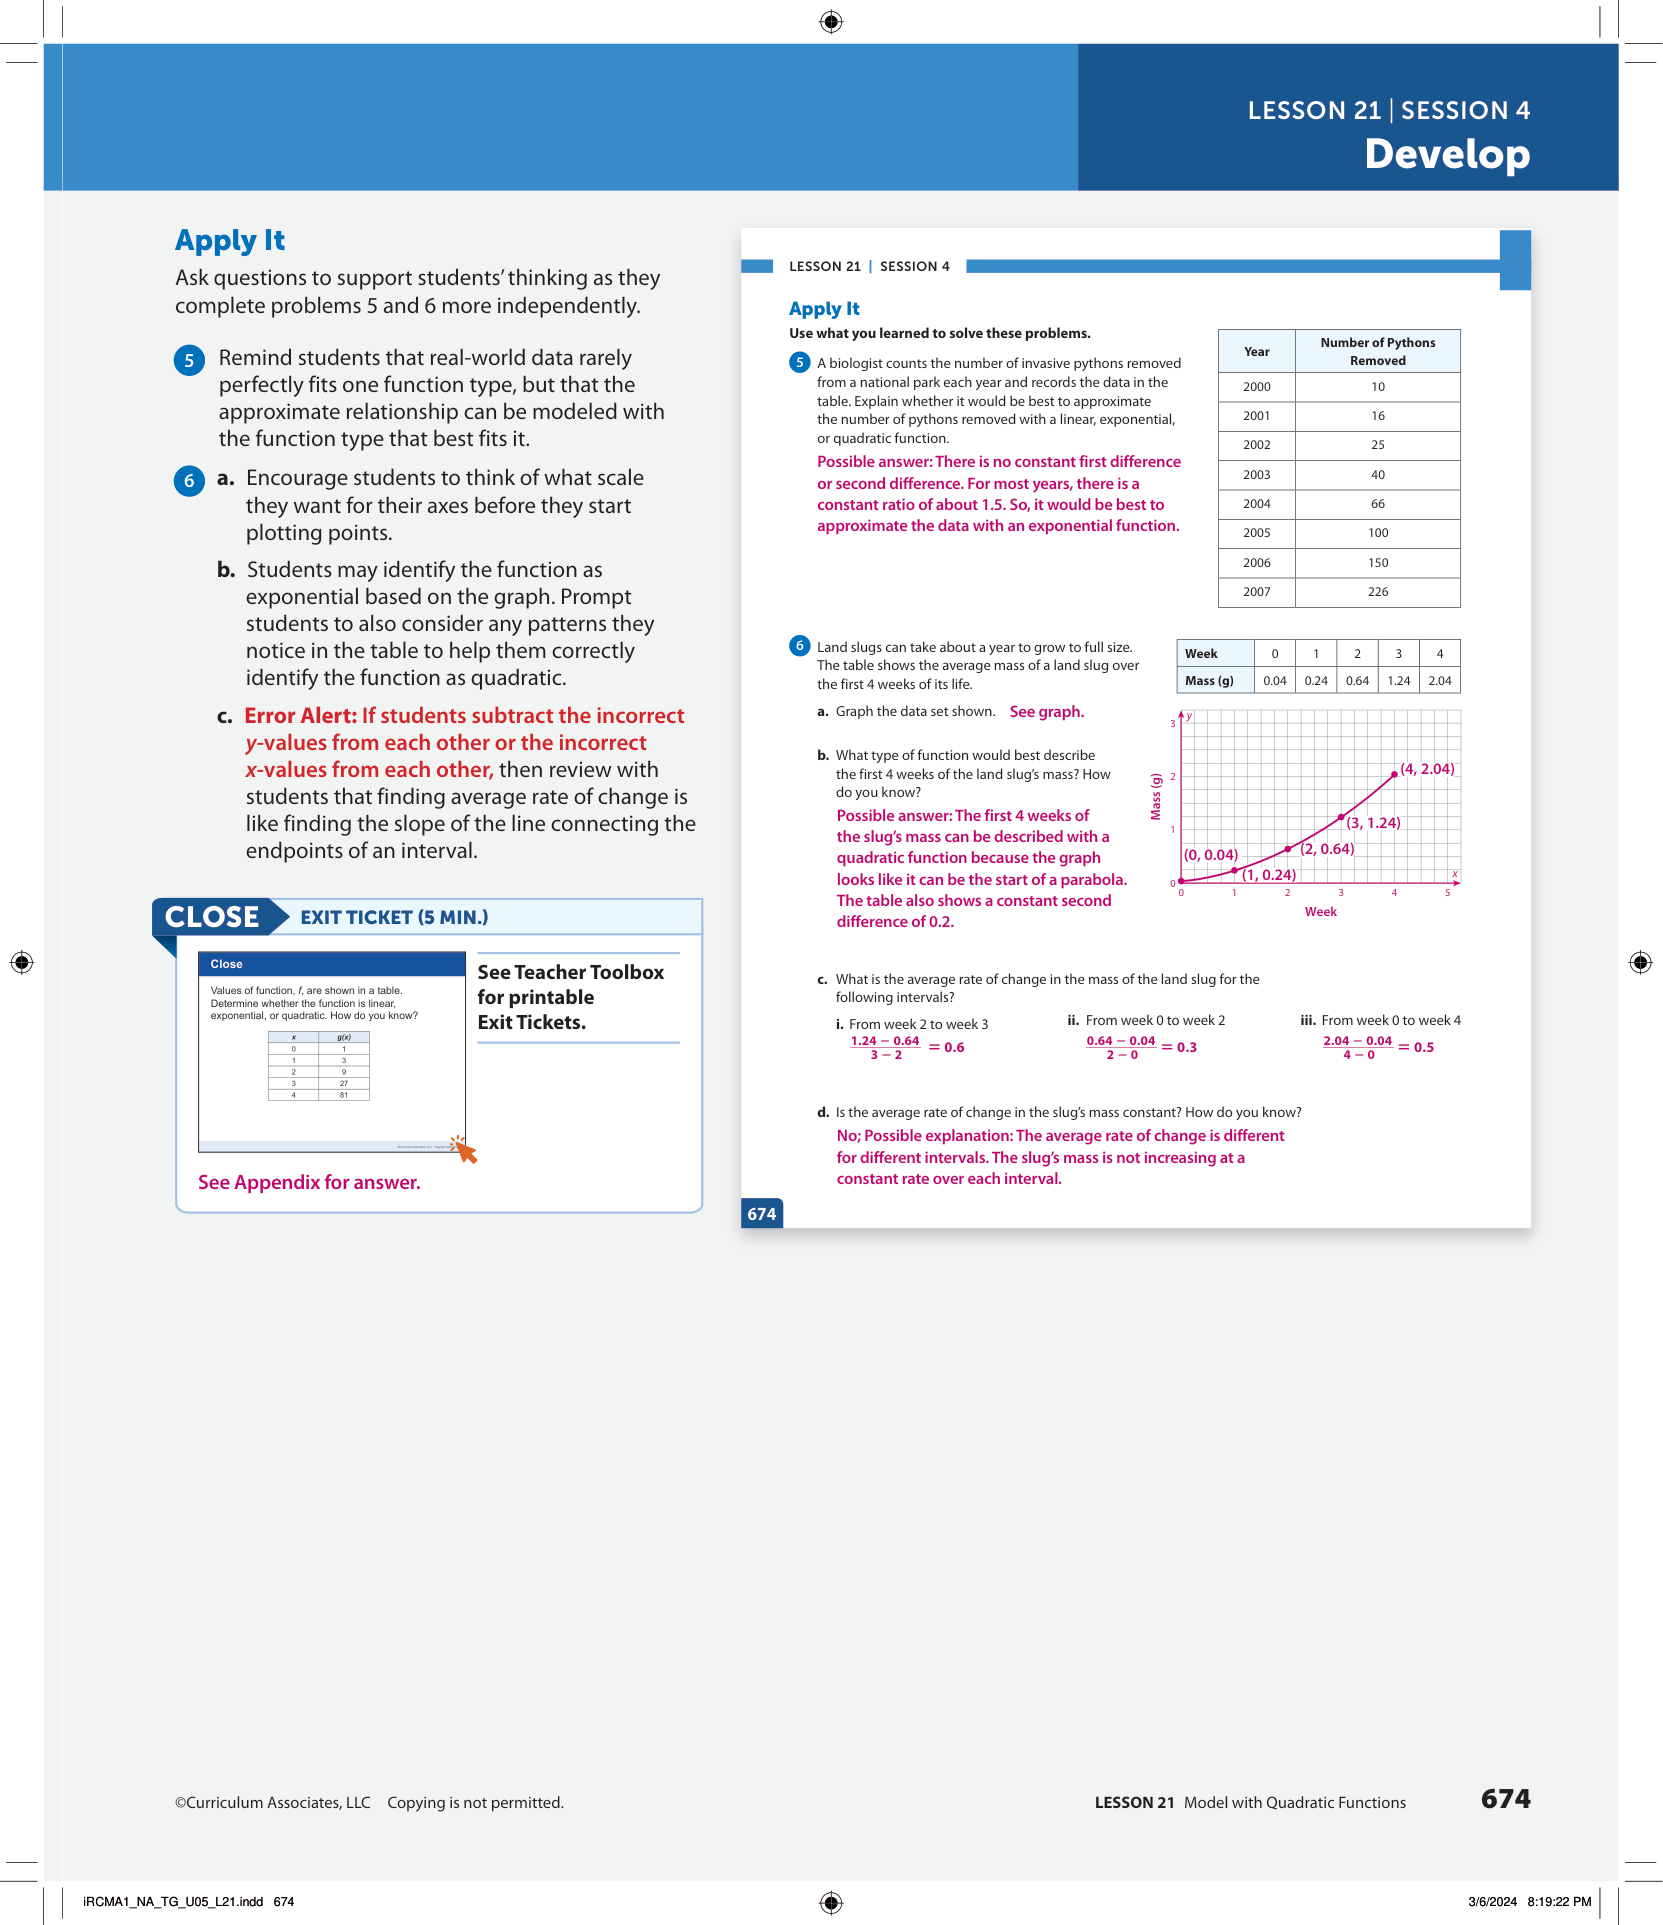 LESSON 21 | SESSION 4
Develop
Apply It
Ask questions to support students’ thinking as they
complete problems 5 and 6 more independently.
5 Remind students that real-world data rarely
perfectly fits one function type, but that the
approximate relationship can be modeled with
the function type that best fits it.
6 a. Encourage students to think of what scale
they want for their axes before they start
plotting points.
b. Students may identify the function as
exponential based on the graph. Prompt
students to also consider any patterns they
notice in the table to help them correctly
identify the function as quadratic.
c. Error Alert: If students subtract the incorrect
y-values from each other or the incorrect
x-values from each other, then review with
students that finding average rate of change is
like finding the slope of the line connecting the
endpoints of an interval.
CLOSE EXIT TICKET (5 MIN.)
Close
Values of function, f, are shown in a table.
Determine whether the function is linear,
exponential, or quadratic. How do you know?
x g(x)
0 1
1 3
2 9
3 27
4 81
See Teacher Toolbox
for printable
Exit Tickets.
See Appendix for answer.
LESSON 21 | SESSION 4
Apply It
Use what you learned to solve these problems.
5 A biologist counts the number of invasive pythons removed
from a national park each year and records the data in the
table. Explain whether it would be best to approximate
the number of pythons removed with a linear, exponential,
or quadratic function.
Possible answer: There is no constant first difference
or second difference. For most years, there is a
constant ratio of about 1.5. So, it would be best to
approximate the data with an exponential function.
Year Number of Pythons
Removed
2000 10
2001 16
2002 25
2003 40
2004 66
2005 100
2006 150
2007 226
6 Land slugs can take about a year to grow to full size.
The table shows the average mass of a land slug over
the first 4 weeks of its life.
Week 0 1 2 3 4
Mass (g) 0.04 0.24 0.64 1.24 2.04
a. Graph the data set shown. See graph.
b. What type of function would best describe
the first 4 weeks of the land slug’s mass? How
do you know?
Possible answer: The first 4 weeks of
the slug’s mass can be described with a
quadratic function because the graph
looks like it can be the start of a parabola.
The table also shows a constant second
difference of 0.2.
3 y
2
1
0
Mass (g)
(4, 2.04)
(3, 1.24)
(2, 0.64)
(0, 0.04)
(1, 0.24)
x
0 1 2 3 4 5
Week
c. What is the average rate of change in the mass of the land slug for the
following intervals?
i. From week 2 to week 3
1.24 − 0.64
3 − 2
= 0.6
ii. From week 0 to week 2
0.64 − 0.04
2 − 0
= 0.3
iii. From week 0 to week 4
2.04 − 0.04
4 − 0
= 0.5
d. Is the average rate of change in the slug’s mass constant? How do you know?
No; Possible explanation: The average rate of change is different
for different intervals. The slug’s mass is not increasing at a
constant rate over each interval.
674
©Curriculum Associates, LLC Copying is not permitted.
LESSON 21 Model with Quadratic Functions 674
iRCMA1_NA_TG_U05_L21.indd 674
3/6/2024 8:19:22 PM